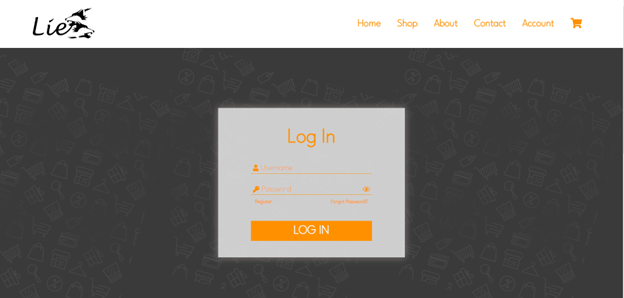 Lie
Home Shop About Contact Account
Log In
Username
Password
Register Forgot Password?
LOG IN